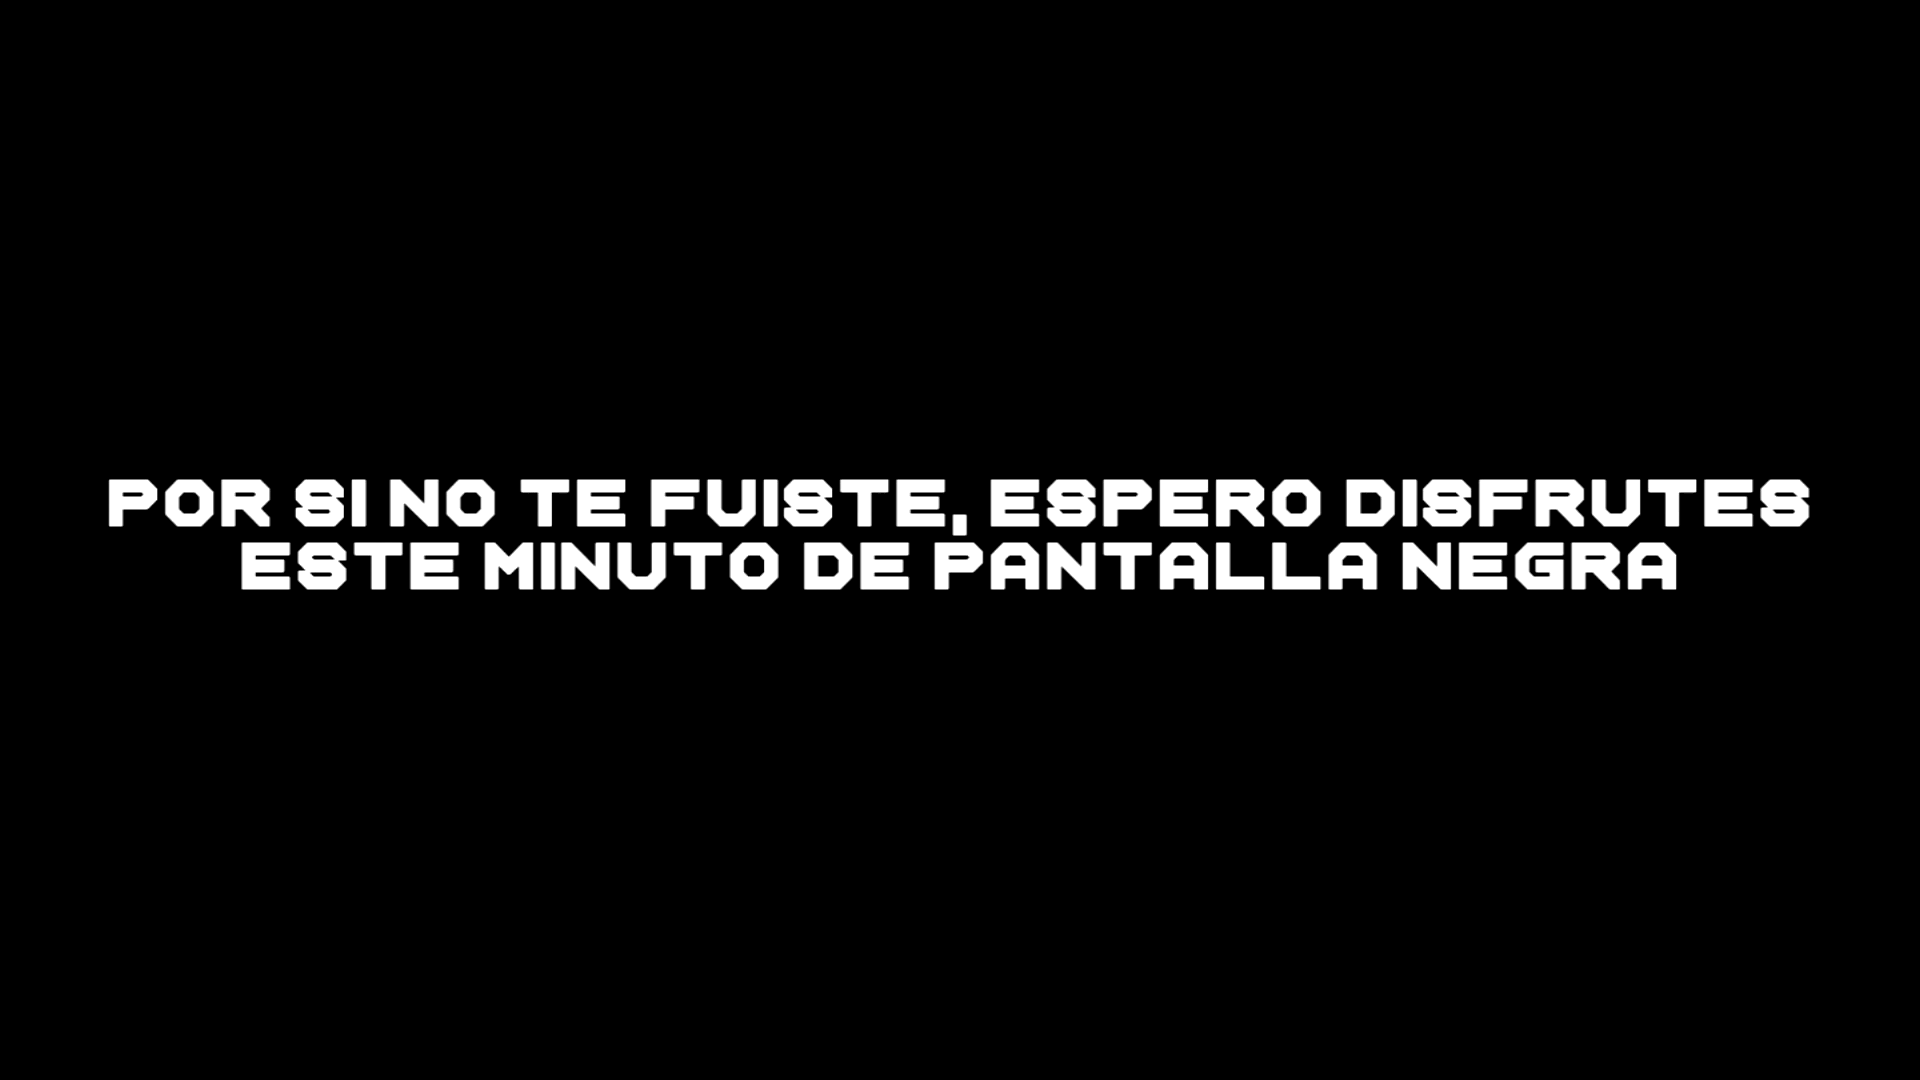 POR SI NO TE FUISTE, ESPERO DISFRUTES
ESTE MINUTO DE PANTALLA NEGRA